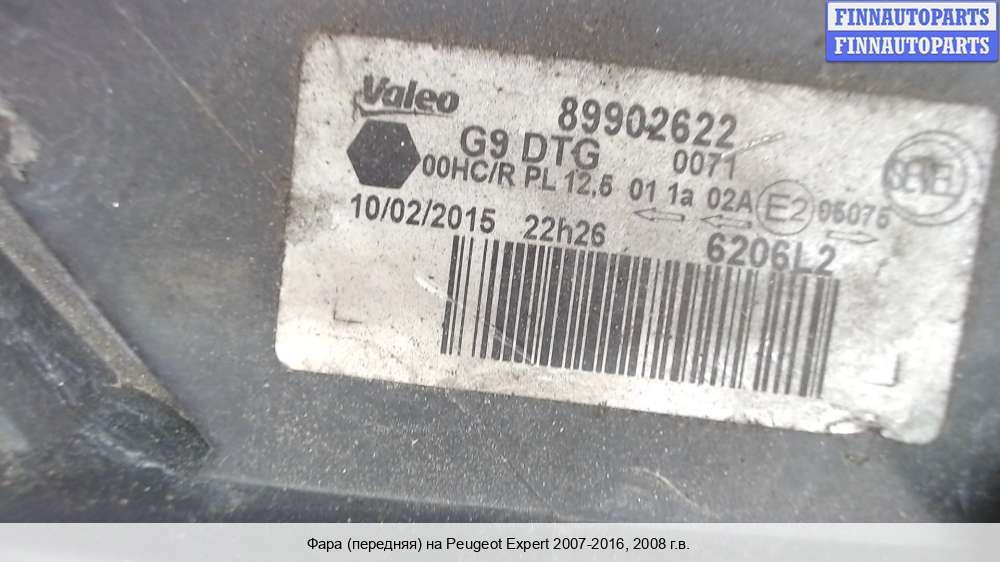 FINNAUTOPARTS
FINNAUTOPARTS
Valeo
89902622
G9 DTG 0071
00HC/R PL 12,5 01 1a 02A E2 05075
10/02/2015 22h26 6206L2
SEVEL
Фара (передняя) на Peugeot Expert 2007-2016, 2008 г.в.